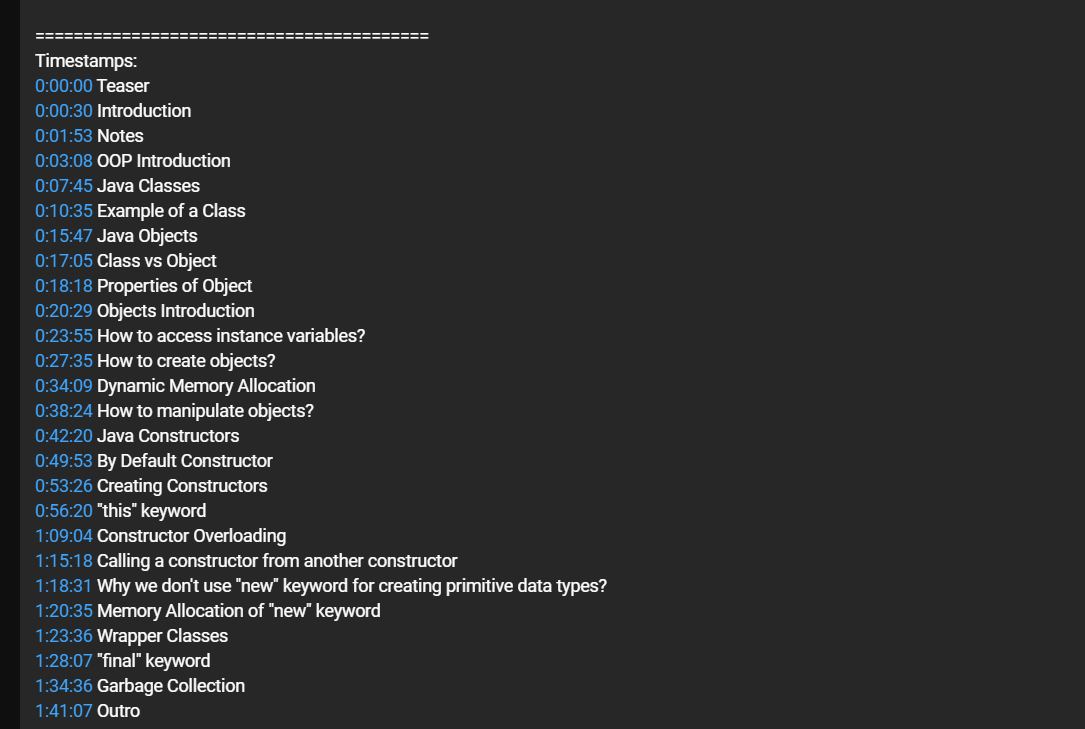 =========================================
Timestamps:
0:00:00 Teaser
0:00:30 Introduction
0:01:53 Notes
0:03:08 OOP Introduction
0:07:45 Java Classes
0:10:35 Example of a Class
0:15:47 Java Objects
0:17:05 Class vs Object
0:18:18 Properties of Object
0:20:29 Objects Introduction
0:23:55 How to access instance variables?
0:27:35 How to create objects?
0:34:09 Dynamic Memory Allocation
0:38:24 How to manipulate objects?
0:42:20 Java Constructors
0:49:53 By Default Constructor
0:53:26 Creating Constructors
0:56:20 "this" keyword
1:09:04 Constructor Overloading
1:15:18 Calling a constructor from another constructor
1:18:31 Why we don't use "new" keyword for creating primitive data types?
1:20:35 Memory Allocation of "new" keyword
1:23:36 Wrapper Classes
1:28:07 "final" keyword
1:34:36 Garbage Collection
1:41:07 Outro